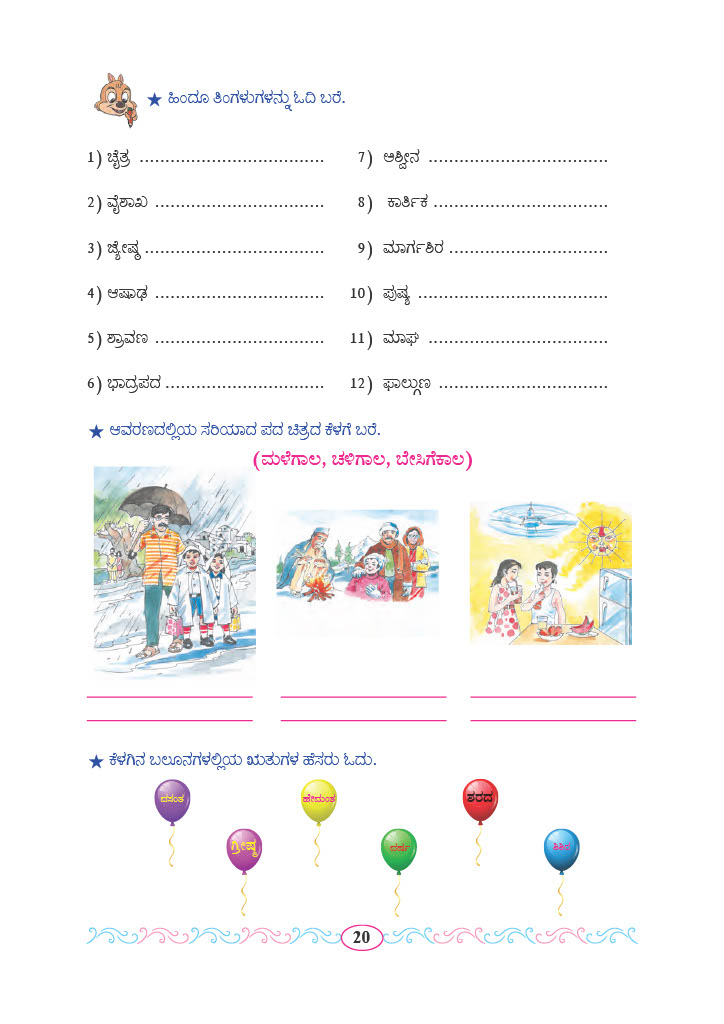 ★ ಹಿಂದೂ ತಿಂಗಳುಗಳನ್ನು ಓದಿ ಬರೆ.
1) ಚೈತ್ರ ....................................
7) ಅಶ್ವೀನ ...................................
2) ವೈಶಾಖ .................................
8) ಕಾರ್ತಿಕ ..................................
3) ಜ್ಯೇಷ್ಠ ...................................
9) ಮಾರ್ಗಶಿರ ...............................
4) ಆಷಾಢ .................................
10) ಪುಷ್ಯ .....................................
5) ಶ್ರಾವಣ .................................
11) ಮಾಘ ...................................
6) ಭಾದ್ರಪದ ...............................
12) ಫಾಲ್ಗುಣ .................................
★ ಆವರಣದಲ್ಲಿಯ ಸರಿಯಾದ ಪದ ಚಿತ್ರದ ಕೆಳಗೆ ಬರೆ.
(ಮಳೆಗಾಲ, ಚಳಿಗಾಲ, ಬೇಸಿಗೆಕಾಲ)
★ ಕೆಳಗಿನ ಬಲೂನಗಳಲ್ಲಿಯ ಋತುಗಳ ಹೆಸರು ಓದು.
ವಸಂತ
ಹೇಮಂತ
ಶರದ
ಗ್ರೀಷ್ಮ
ವರ್ಷ
ಶಿಶಿರ
20